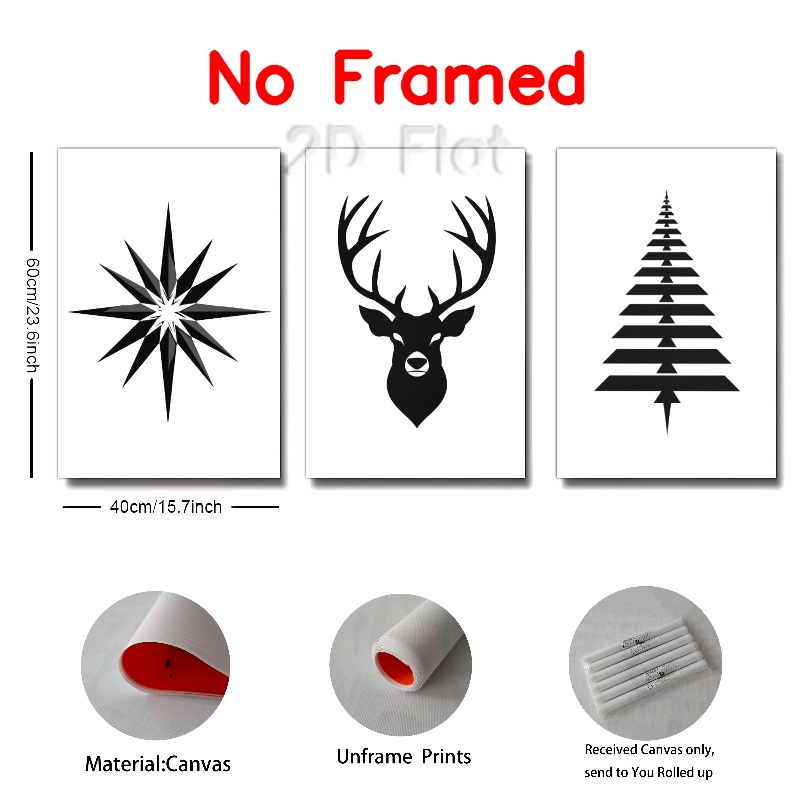 No Framed
2D Flat
60cm/23.6inch
40cm/15.7inch
Material:Canvas
Unframe Prints
Received Canvas only,
send to You Rolled up